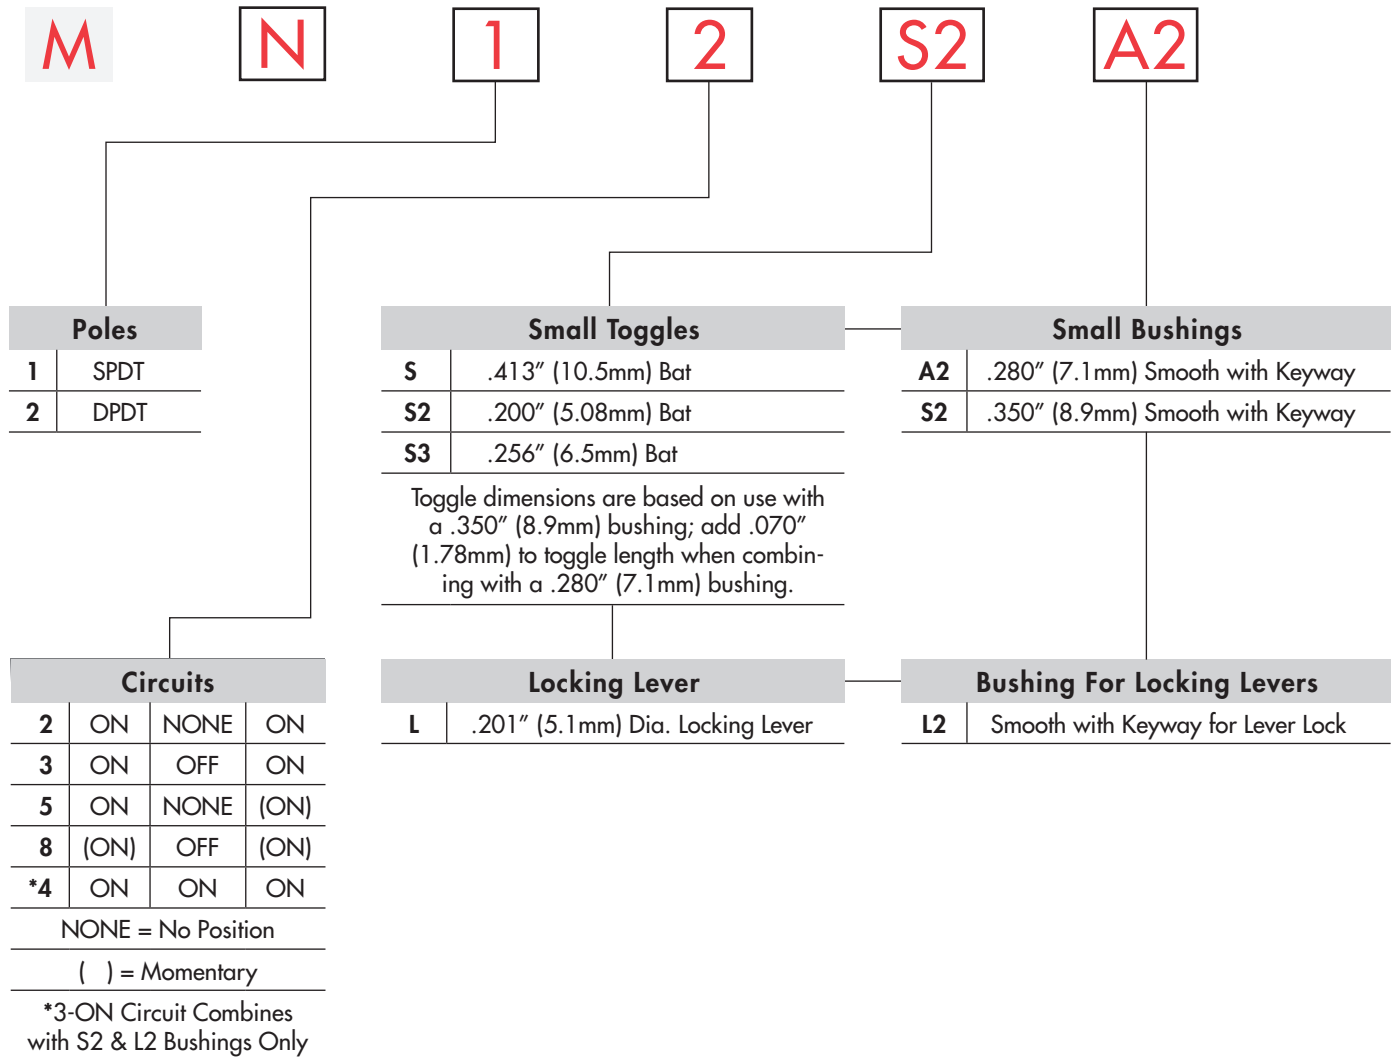 M N 1 2 S2 A2
Poles
1 SPDT
2 DPDT
Small Toggles
S .413″ (10.5mm) Bat
S2 .200″ (5.08mm) Bat
S3 .256″ (6.5mm) Bat
Toggle dimensions are based on use with
a .350″ (8.9mm) bushing; add .070″
(1.78mm) to toggle length when combin-
ing with a .280″ (7.1mm) bushing.
Small Bushings
A2 .280″ (7.1mm) Smooth with Keyway
S2 .350″ (8.9mm) Smooth with Keyway
Circuits
2 ON NONE ON
3 ON OFF ON
5 ON NONE (ON)
8 (ON) OFF (ON)
*4 ON ON ON
NONE = No Position
( ) = Momentary
*3-ON Circuit Combines
with S2 & L2 Bushings Only
Locking Lever
L .201″ (5.1mm) Dia. Locking Lever
Bushing For Locking Levers
L2 Smooth with Keyway for Lever Lock